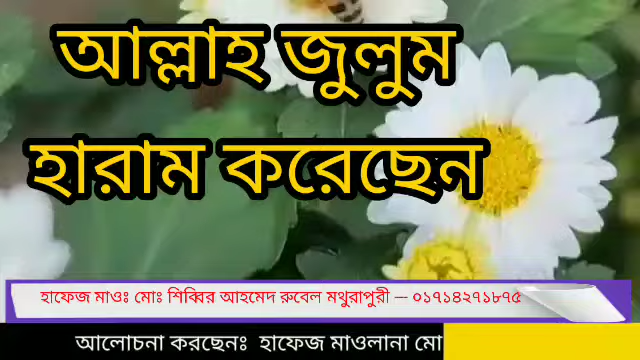 আল্লাহ জুলুম
হারাম করেছেন
হাফেজ মাওঃ মোঃ শিব্বির আহমেদ রুবেল মথুরাপুরী — ০১৭১৪২৭১৮৭৫
আলোচনা করছেনঃ হাফেজ মাওলানা মো